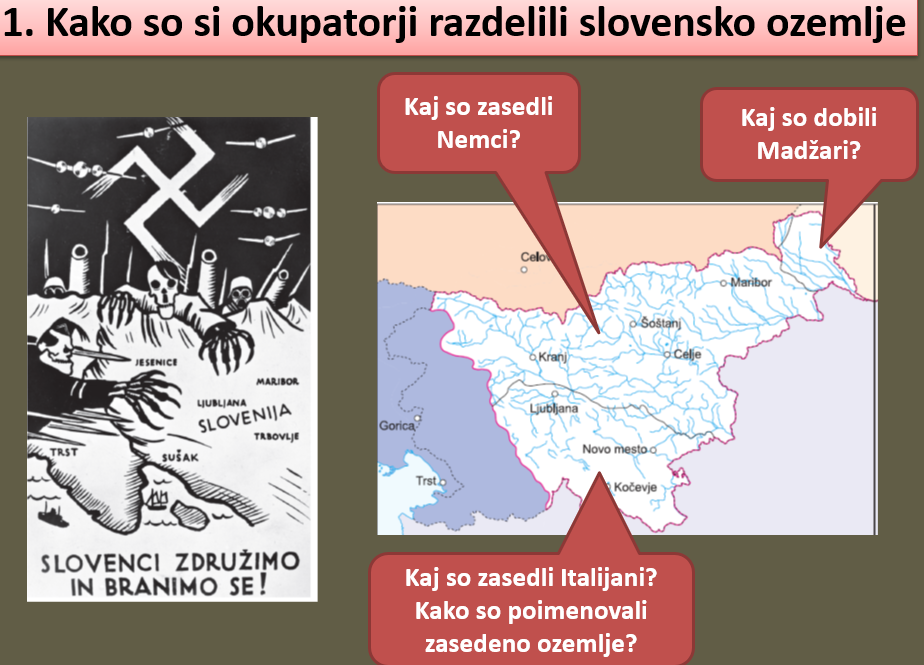 1. Kako so si okupatorji razdelili slovensko ozemlje
Kaj so zasedli
Nemci?
Kaj so dobili
Madžari?
JESENICE
MARIBOR
LJUBLJANA
SLOVENIJA
TRBOVLJE
TRST
SUŠAK
SLOVENCI ZDRUŽIMO
IN BRANIMO SE!
Maribor
Šoštanj
Kranj
Celje
Ljubljana
Gorica
Novo mesto
Trst
Kočevje
Kaj so zasedli Italijani?
Kako so poimenovali
zasedeno ozemlje?